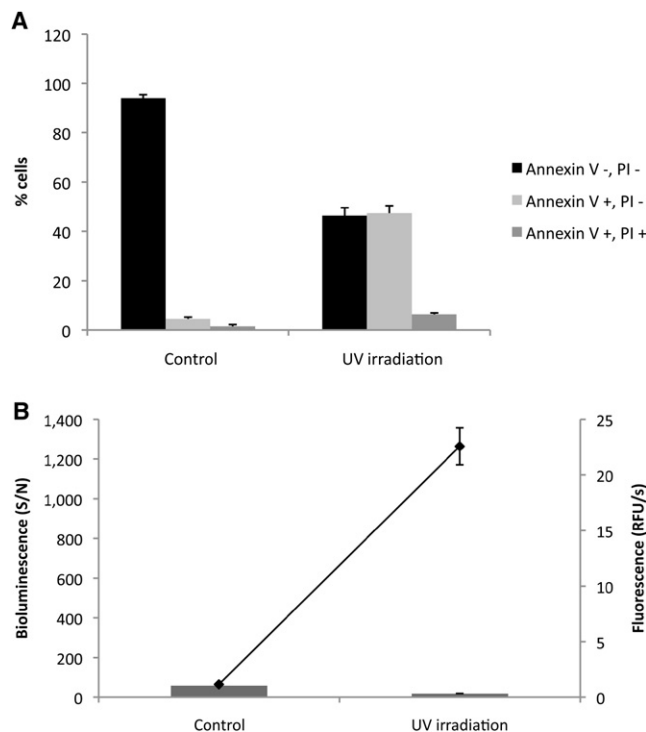 A
% cells
120
100
80
60
40
20
0
Control
UV irradiation
Annexin V -, PI -
Annexin V +, PI -
Annexin V +, PI +
B
Bioluminescence (S/N)
1,400
1,200
1,000
800
600
400
200
0
Control
UV irradiation
25
20
15
10
5
0
Fluorescence (RFU/s)